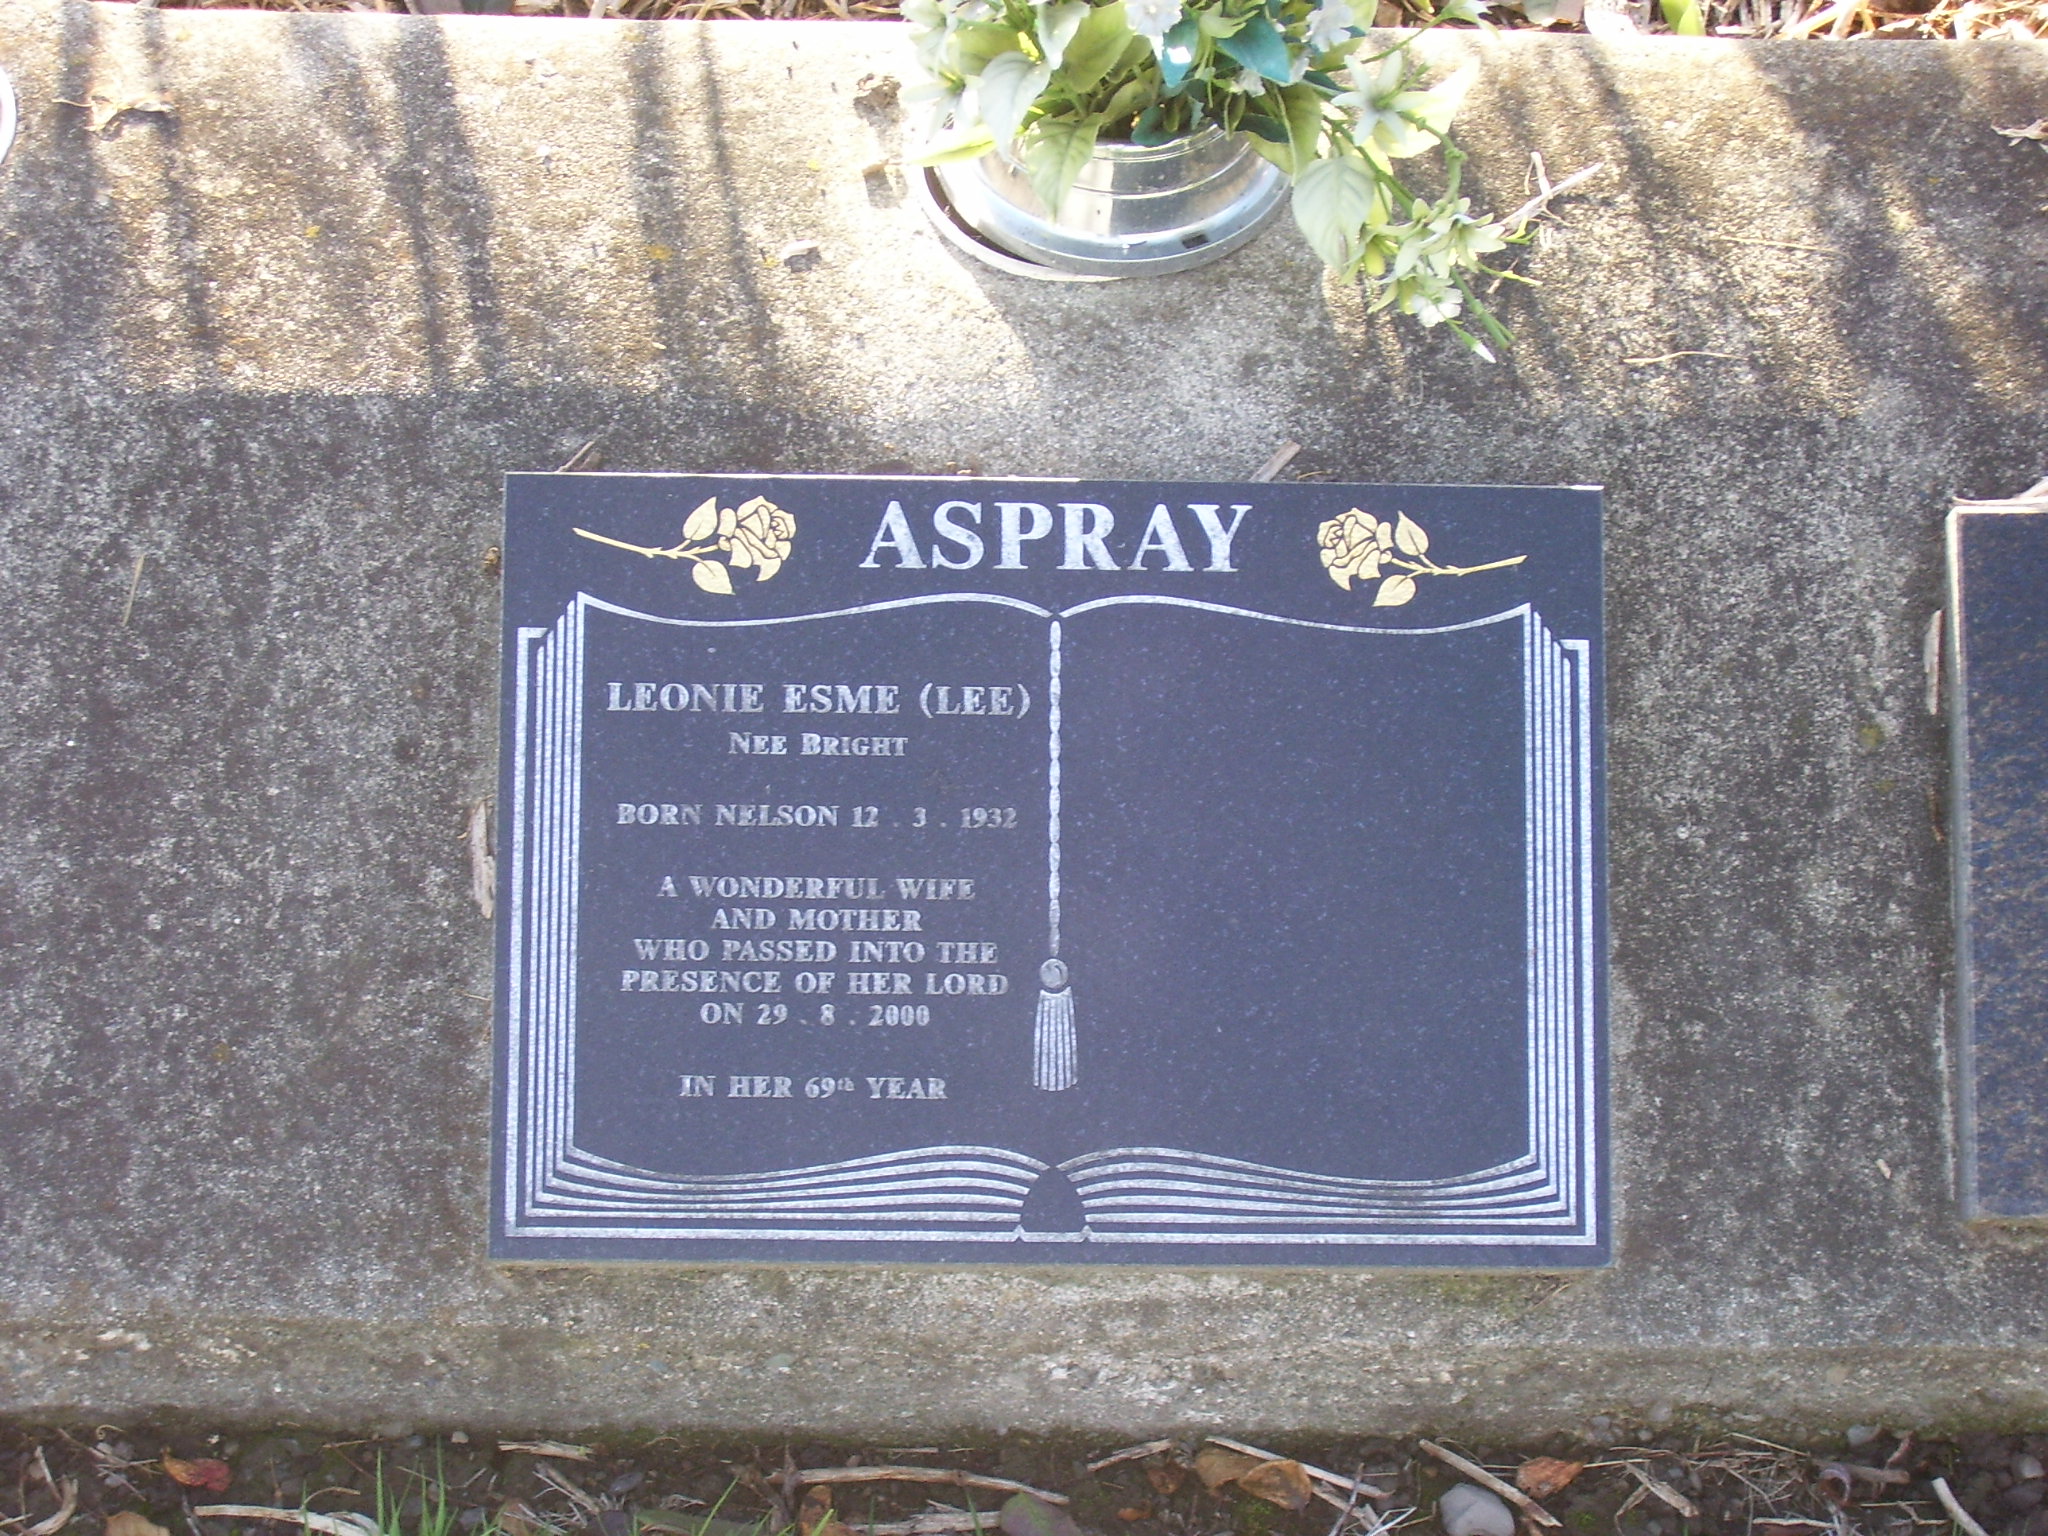 ASPRAY
LEONIE ESME (LEE)
NEE BRIGHT
BORN NELSON 12 . 3 . 1932
A WONDERFUL WIFE
AND MOTHER
WHO PASSED INTO THE
PRESENCE OF HER LORD
ON 29 . 8 . 2000
IN HER 69th YEAR